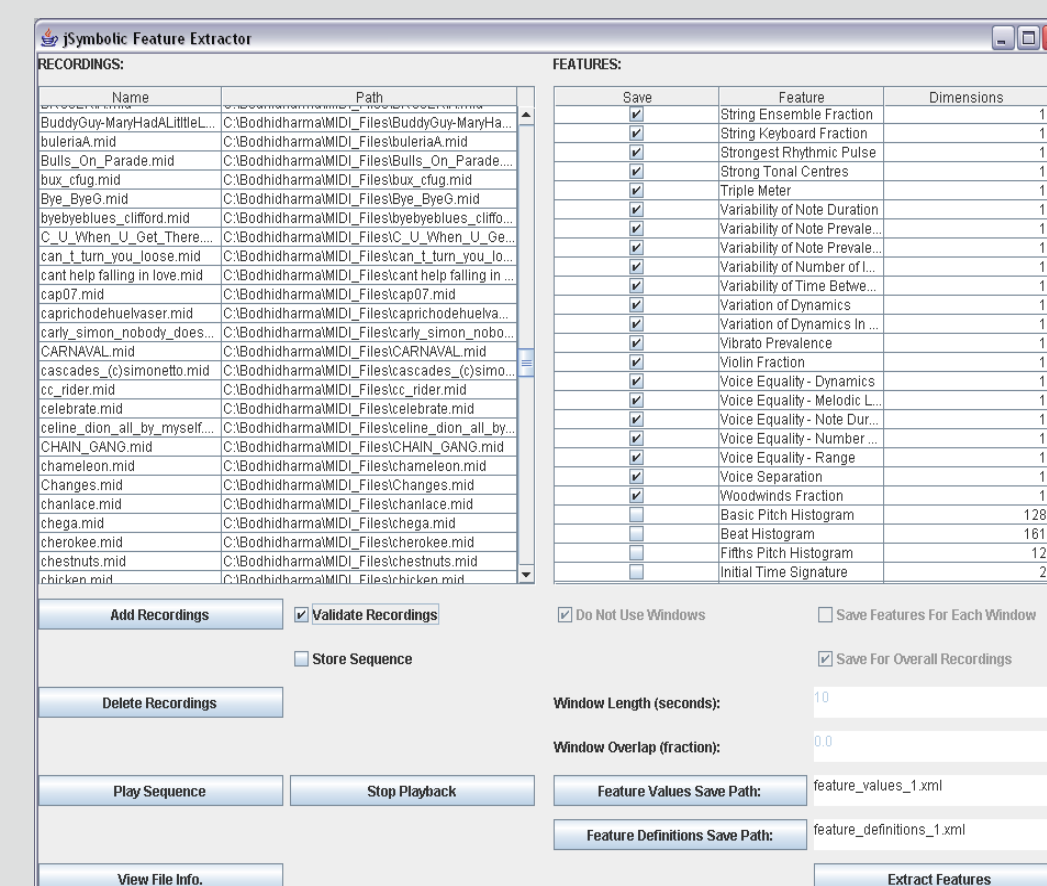 jSymbolic Feature Extractor
RECORDINGS:
Name Path
BuddyGuy-MaryHadALitltleL... C:\Bodhidharma\MIDI_Files\BuddyGuy-MaryHa...
buleriaA.mid C:\Bodhidharma\MIDI_Files\buleriaA.mid
Bulls_On_Parade.mid C:\Bodhidharma\MIDI_Files\Bulls_On_Parade....
bux_cfug.mid C:\Bodhidharma\MIDI_Files\bux_cfug.mid
Bye_ByeG.mid C:\Bodhidharma\MIDI_Files\Bye_ByeG.mid
byebyeblues_clifford.mid C:\Bodhidharma\MIDI_Files\byebyeblues_cliffo...
C_U_When_U_Get_There.... C:\Bodhidharma\MIDI_Files\C_U_When_U_Ge...
can_t_turn_you_loose.mid C:\Bodhidharma\MIDI_Files\can_t_turn_you_lo...
cant help falling in love.mid C:\Bodhidharma\MIDI_Files\cant help falling in ...
cap07.mid C:\Bodhidharma\MIDI_Files\cap07.mid
caprichodehuelvaser.mid C:\Bodhidharma\MIDI_Files\caprichodehuelva...
carly_simon_nobody_does... C:\Bodhidharma\MIDI_Files\carly_simon_nobo...
CARNAVAL.mid C:\Bodhidharma\MIDI_Files\CARNAVAL.mid
cascades_(c)simonetto.mid C:\Bodhidharma\MIDI_Files\cascades_(c)simo...
cc_rider.mid C:\Bodhidharma\MIDI_Files\cc_rider.mid
celebrate.mid C:\Bodhidharma\MIDI_Files\celebrate.mid
celine_dion_all_by_myself.... C:\Bodhidharma\MIDI_Files\celine_dion_all_by...
CHAIN_GANG.mid C:\Bodhidharma\MIDI_Files\CHAIN_GANG.mid
chameleon.mid C:\Bodhidharma\MIDI_Files\chameleon.mid
Changes.mid C:\Bodhidharma\MIDI_Files\Changes.mid
chanlace.mid C:\Bodhidharma\MIDI_Files\chanlace.mid
chega.mid C:\Bodhidharma\MIDI_Files\chega.mid
cherokee.mid C:\Bodhidharma\MIDI_Files\cherokee.mid
chestnuts.mid C:\Bodhidharma\MIDI_Files\chestnuts.mid
chicken.mid C:\Bodhidharma\MIDI_Files\chicken.mid
FEATURES:
Save Feature Dimensions
String Ensemble Fraction 1
String Keyboard Fraction 1
Strongest Rhythmic Pulse 1
Strong Tonal Centres 1
Triple Meter 1
Variability of Note Duration 1
Variability of Note Prevale... 1
Variability of Note Prevale... 1
Variability of Number of I... 1
Variability of Time Betwe... 1
Variation of Dynamics 1
Variation of Dynamics In ... 1
Vibrato Prevalence 1
Violin Fraction 1
Voice Equality - Dynamics 1
Voice Equality - Melodic L... 1
Voice Equality - Note Dur... 1
Voice Equality - Number ... 1
Voice Equality - Range 1
Voice Separation 1
Woodwinds Fraction 1
Basic Pitch Histogram 128
Beat Histogram 161
Fifths Pitch Histogram 12
Initial Time Signature 2
Add Recordings Validate Recordings Do Not Use Windows Save Features For Each Window
Store Sequence Save For Overall Recordings
Delete Recordings Window Length (seconds): 10
Window Overlap (fraction): 0.0
Play Sequence Stop Playback Feature Values Save Path: feature_values_1.xml
Feature Definitions Save Path: feature_definitions_1.xml
View File Info. Extract Features